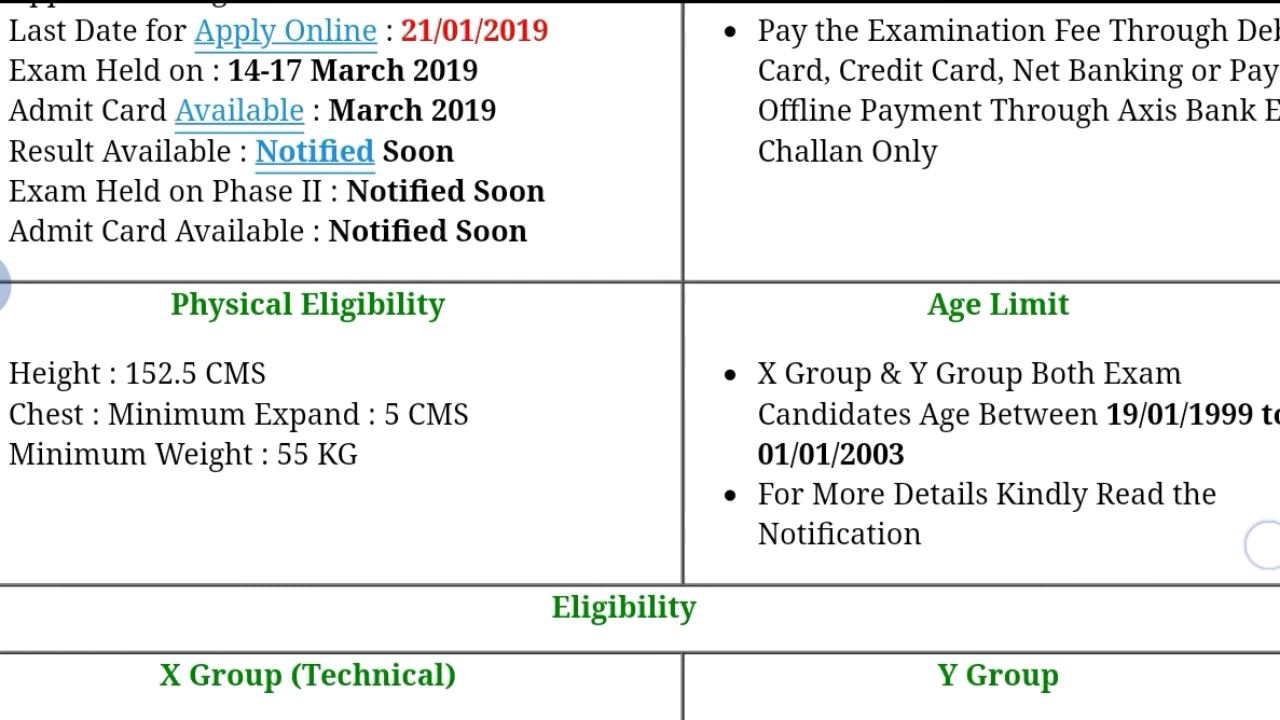 Last Date for Apply Online : 21/01/2019
Exam Held on : 14-17 March 2019
Admit Card Available : March 2019
Result Available : Notified Soon
Exam Held on Phase II : Notified Soon
Admit Card Available : Notified Soon
Pay the Examination Fee Through
Card, Credit Card, Net Banking or Pay
Offline Payment Through Axis Bank
Challan Only
Physical Eligibility
Height : 152.5 CMS
Chest : Minimum Expand : 5 CMS
Minimum Weight : 55 KG
Age Limit
X Group & Y Group Both Exam
Candidates Age Between 19/01/1999 to
01/01/2003
For More Details Kindly Read the
Notification
Eligibility
X Group (Technical)
Y Group